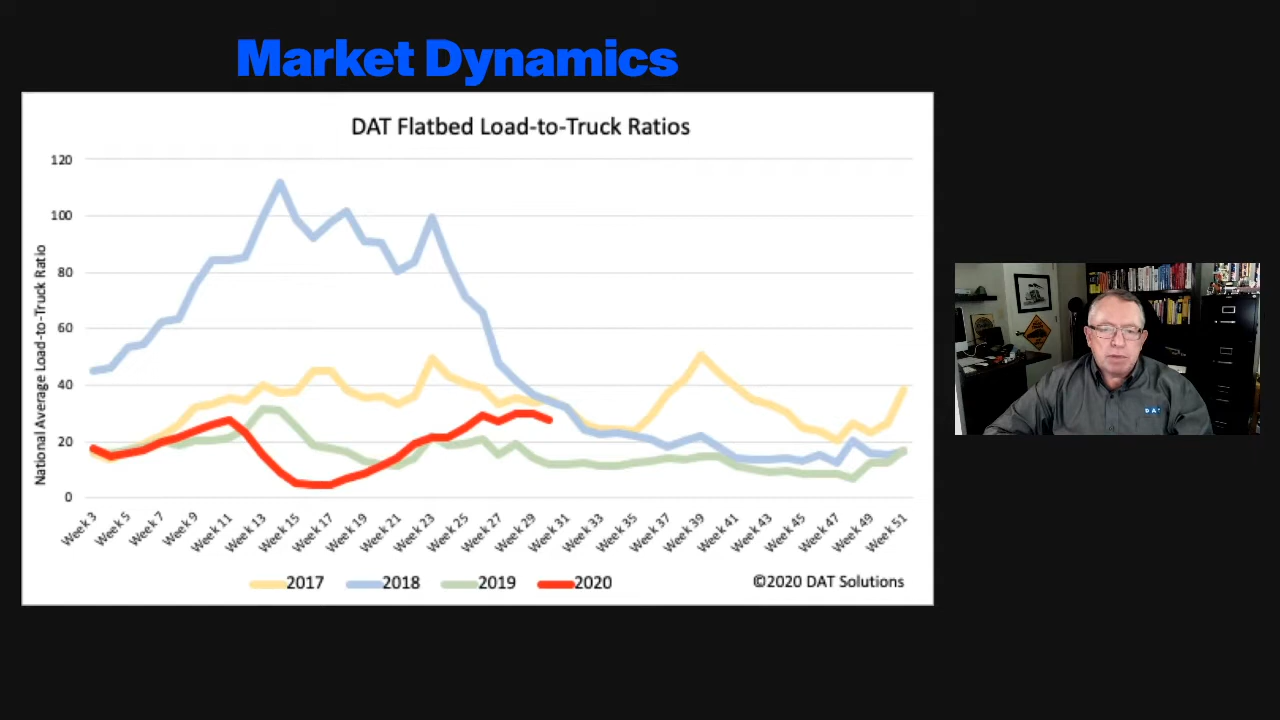 Market Dynamics
DAT Flatbed Load-to-Truck Ratios
National Average Load-to-Truck Ratio
120
100
80
60
40
20
0
Week 3
Week 5
Week 7
Week 9
Week 11
Week 13
Week 15
Week 17
Week 19
Week 21
Week 23
Week 25
Week 27
Week 29
Week 31
Week 33
Week 35
Week 37
Week 39
Week 41
Week 43
Week 45
Week 47
Week 49
Week 51
2017 2018 2019 2020
©2020 DAT Solutions
DAT